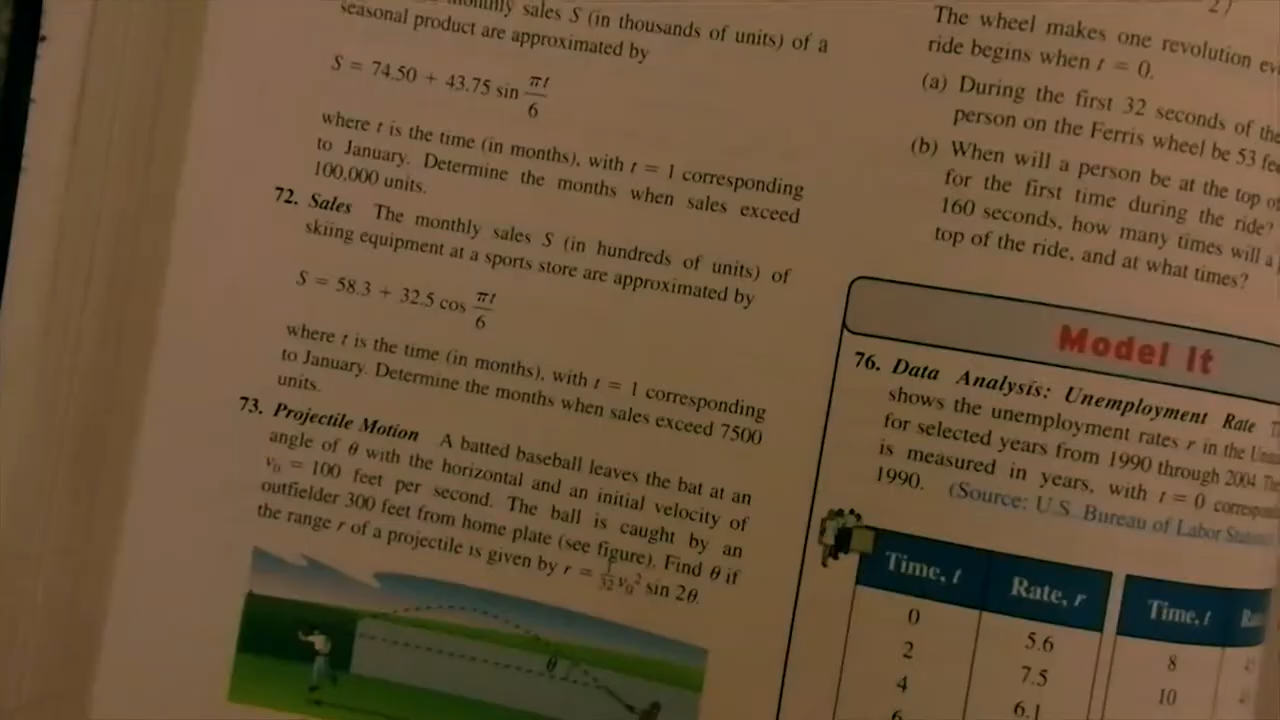 monthly sales S (in thousands of units) of a
seasonal product are approximated by
S = 74.50 + 43.75 sin πt/6
where t is the time (in months), with t = 1 corresponding
to January. Determine the months when sales exceed
100,000 units.
72. Sales The monthly sales S (in hundreds of units) of
skiing equipment at a sports store are approximated by
S = 58.3 + 32.5 cos πt/6
where t is the time (in months), with t = 1 corresponding
to January. Determine the months when sales exceed 7500
units.
73. Projectile Motion A batted baseball leaves the bat at an
angle of θ with the horizontal and an initial velocity of
v₀ = 100 feet per second. The ball is caught by an
outfielder 300 feet from home plate (see figure). Find θ if
the range r of a projectile is given by r = 1/32 v₀² sin 2θ.
θ
The wheel makes one revolution
ride begins when t = 0.
(a) During the first 32 seconds of the
person on the Ferris wheel be 53
(b) When will a person be at the top of
for the first time during the ride?
160 seconds, how many times will a
top of the ride, and at what times?
Model It
76. Data Analysis: Unemployment Rate
shows the unemployment rates r in the
for selected years from 1990 through 2004. The
is measured in years, with t = 0
1990. (Source: U.S. Bureau of Labor
Time, t Rate, r Time, t
0 5.6 8
2 7.5 10
4 6.1
6